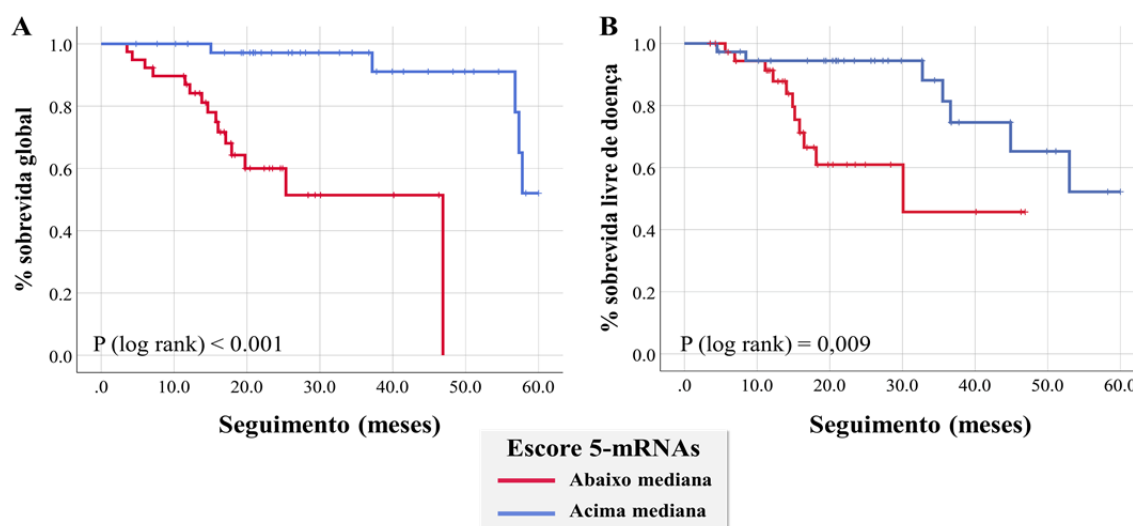 A
% sobrevida global
1.0
0.8
0.6
0.4
0.2
0.0
P (log rank) < 0.001
.0 10.0 20.0 30.0 40.0 50.0 60.0
Seguimento (meses)
B
% sobrevida livre de doença
1.0
0.8
0.6
0.4
0.2
0.0
P (log rank) = 0,009
.0 10.0 20.0 30.0 40.0 50.0 60.0
Seguimento (meses)
Escore 5-mRNAs
Abaixo mediana
Acima mediana